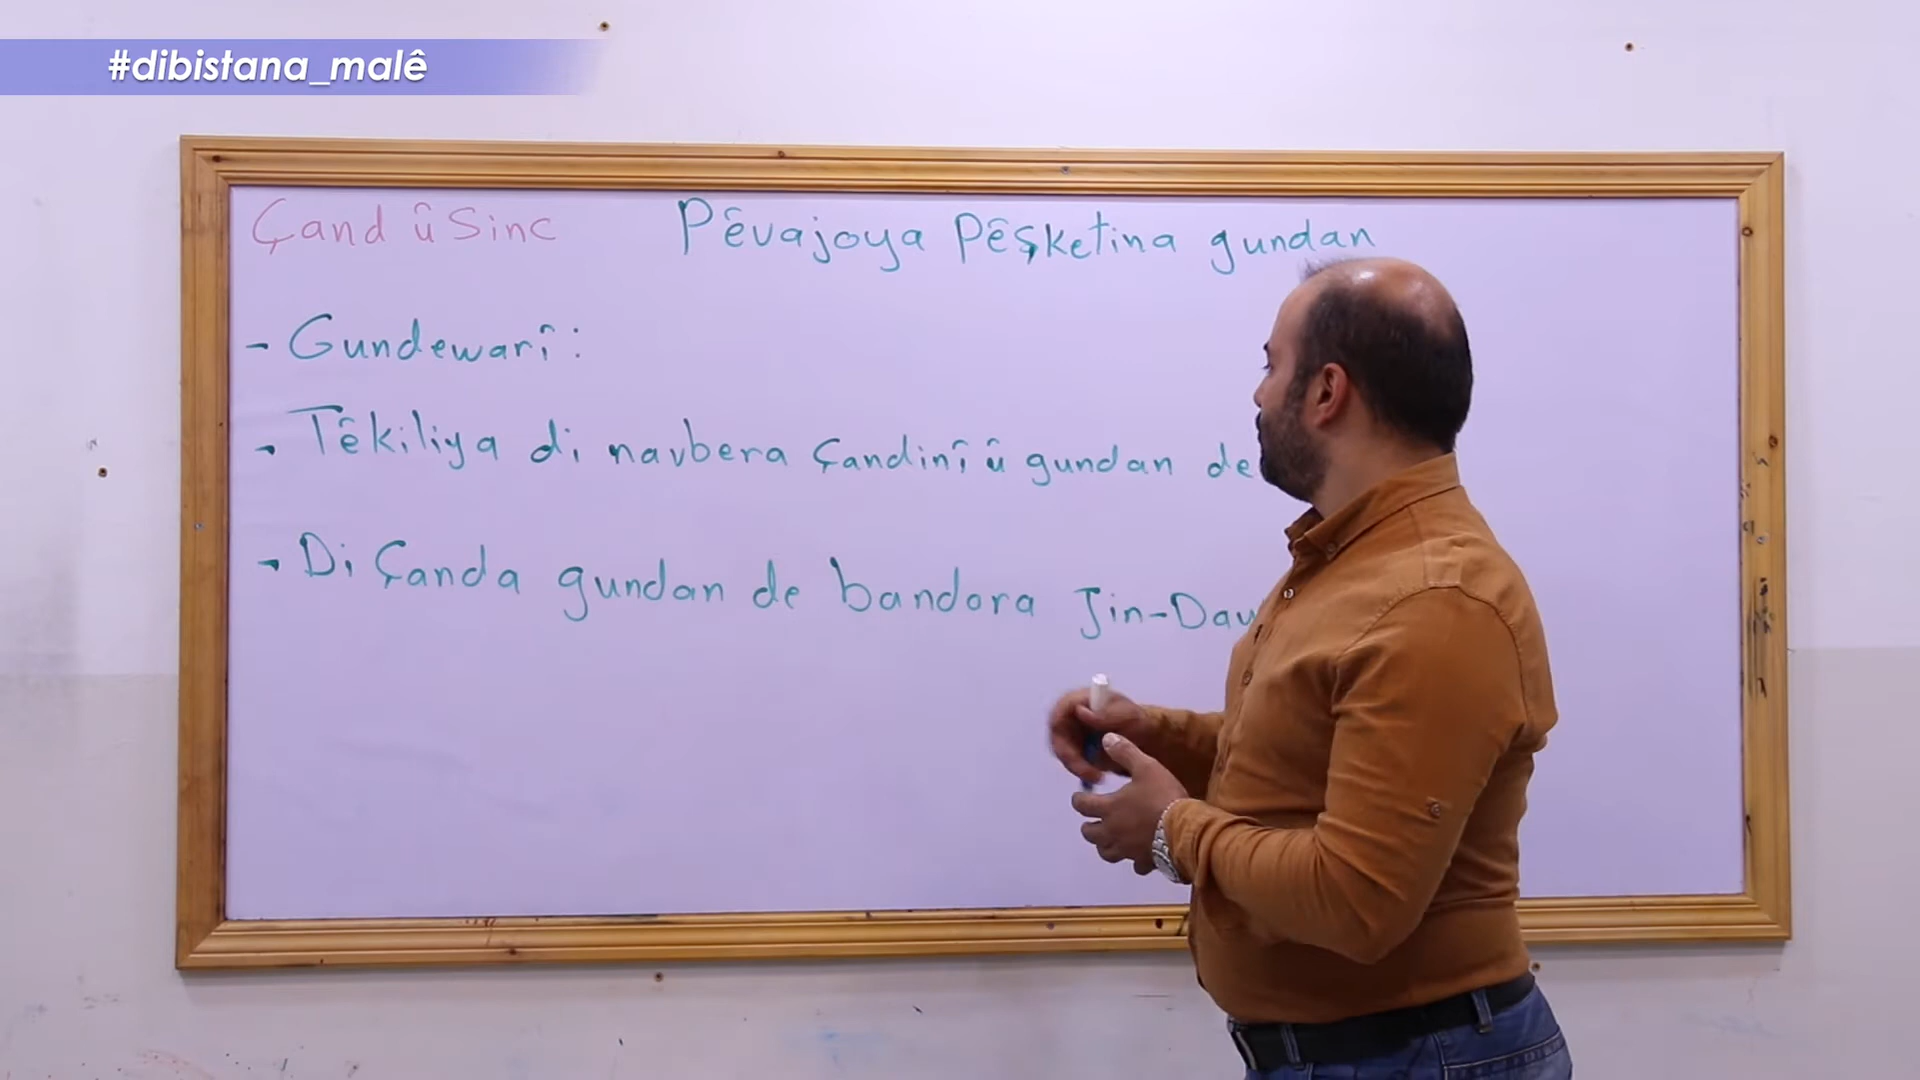 #dibistana_malê
Çand û Sinc
Pêvajoya Pêşketina gundan
- Gundewarî :
- Têkiliya di navbera Çandinî û gundan de
- Di Çanda gundan de bandora Jin-Daw